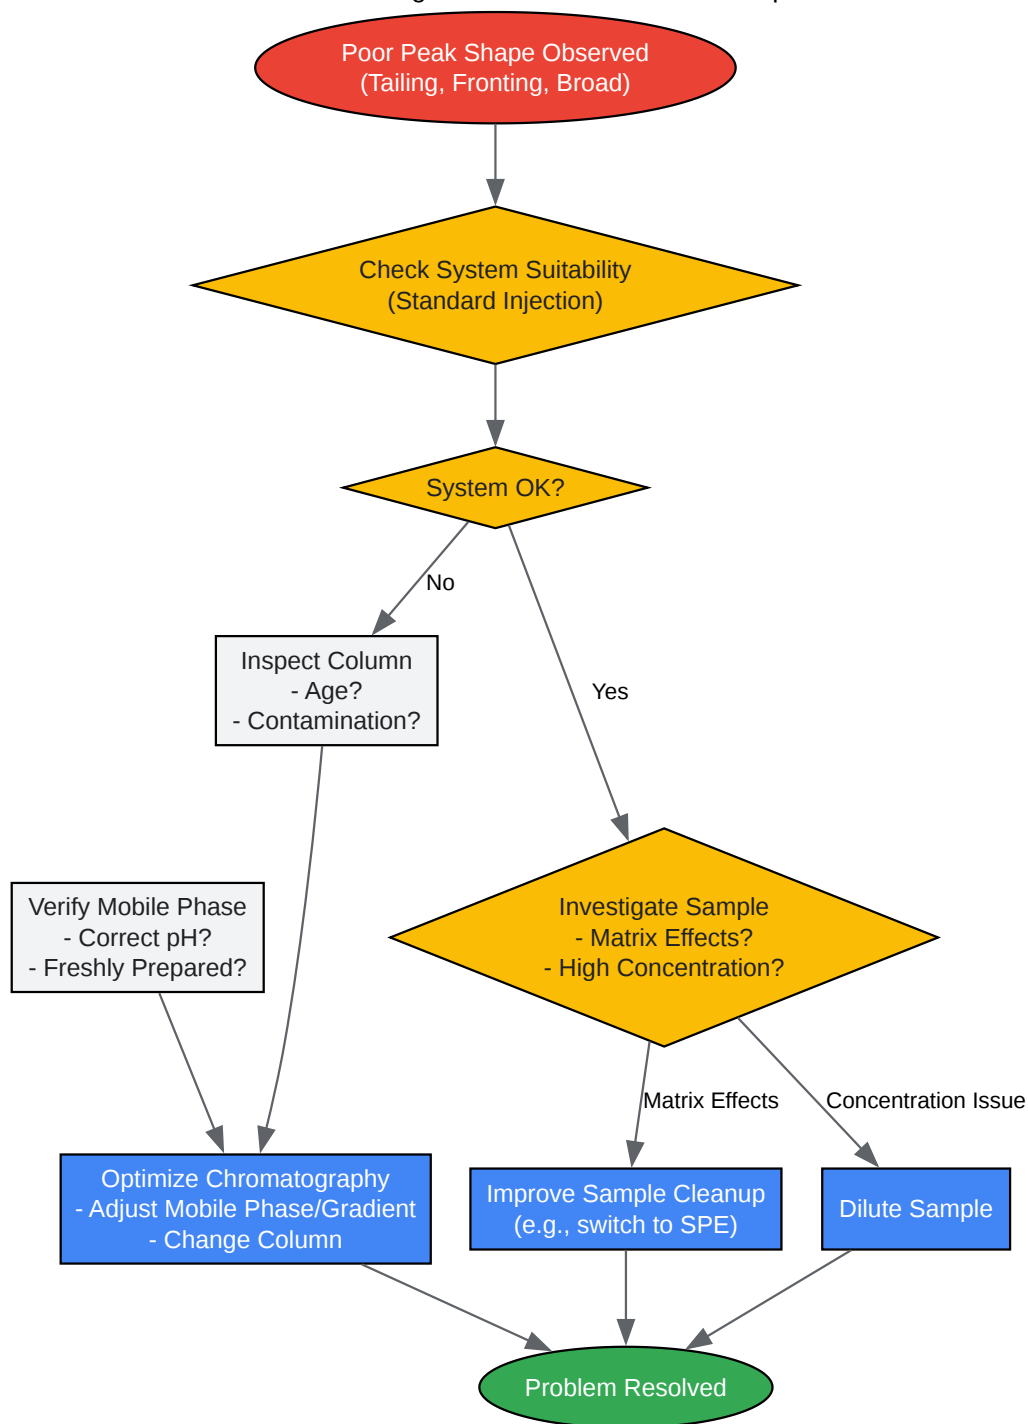 Poor Peak Shape Observed
(Tailing, Fronting, Broad)
Check System Suitability
(Standard Injection)
System OK?
No
Yes
Inspect Column
- Age?
- Contamination?
Verify Mobile Phase
- Correct pH?
- Freshly Prepared?
Investigate Sample
- Matrix Effects?
- High Concentration?
Matrix Effects
Concentration Issue
Optimize Chromatography
- Adjust Mobile Phase/Gradient
- Change Column
Improve Sample Cleanup
(e.g., switch to SPE)
Dilute Sample
Problem Resolved